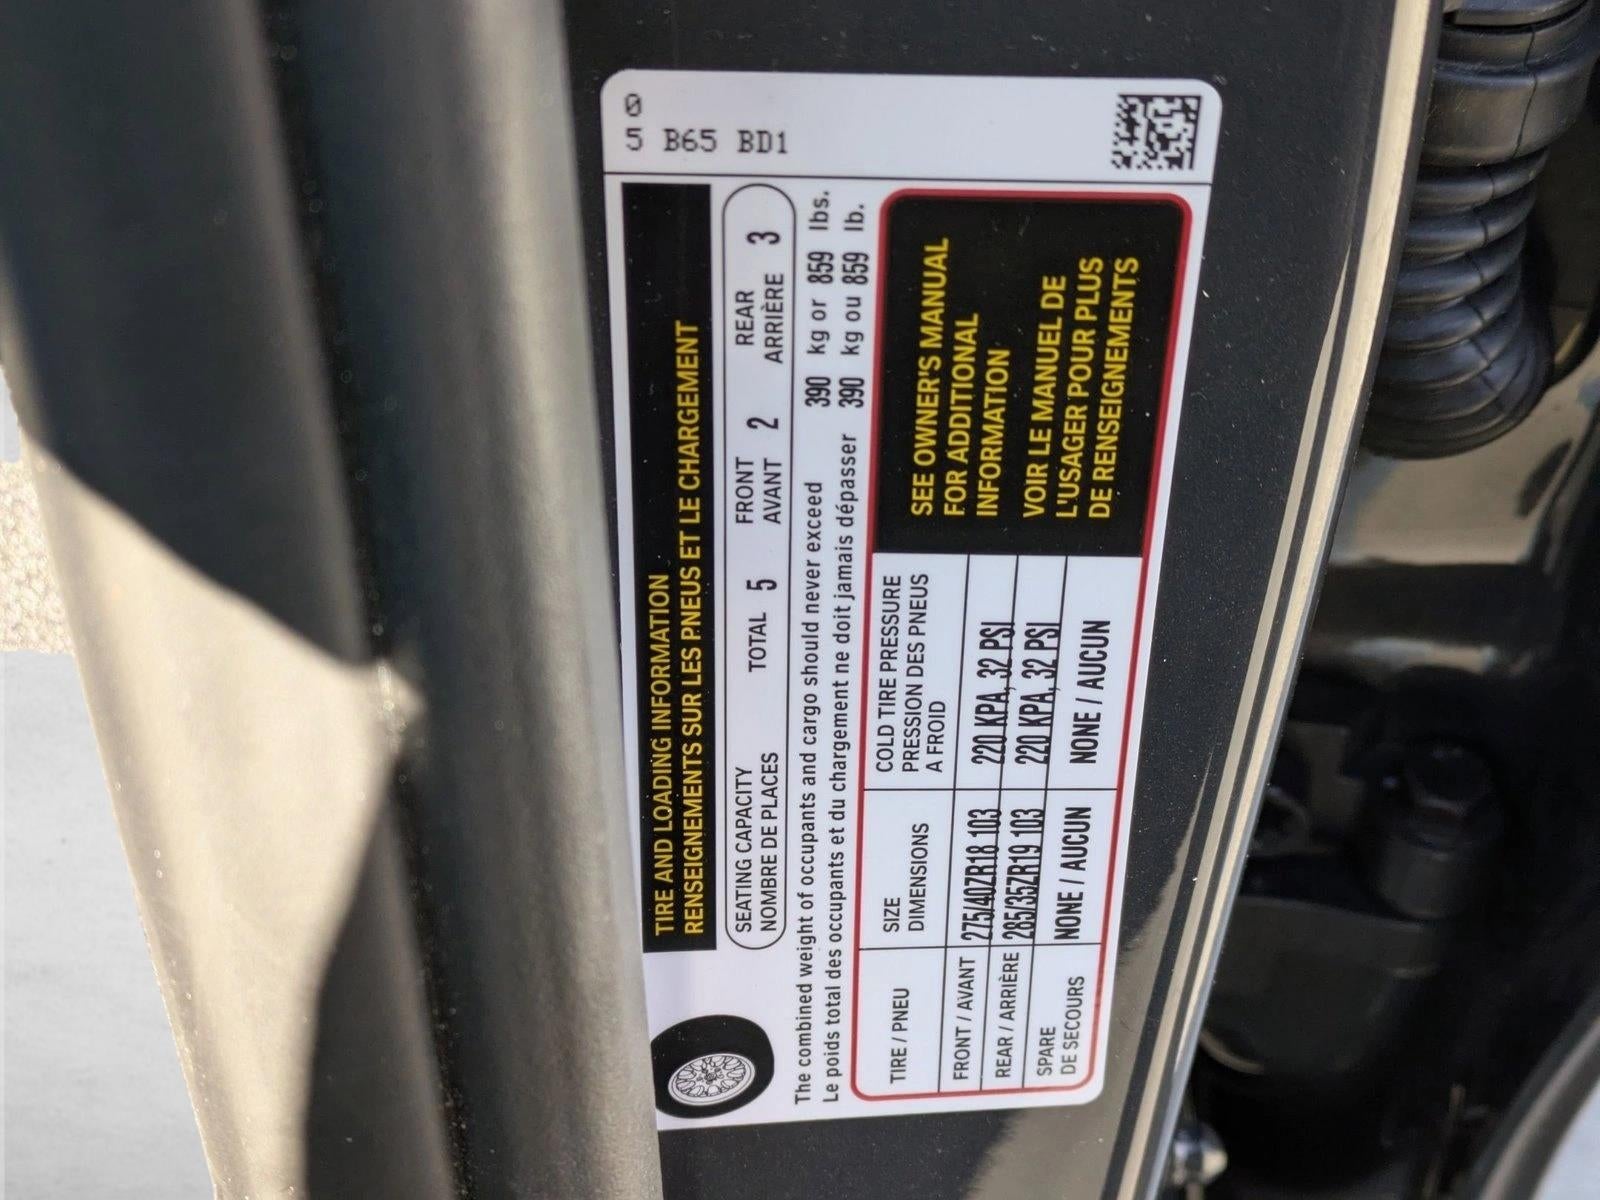 0
5 B65 BD1
TIRE AND LOADING INFORMATION
RENSEIGNEMENTS SUR LES PNEUS ET LE CHARGEMENT
SEATING CAPACITY TOTAL 5 FRONT 2 REAR 3
NOMBRE DE PLACES AVANT ARRIÈRE
The combined weight of occupants and cargo should never exceed 390 kg or 859 lbs.
Le poids total des occupants et du chargement ne doit jamais dépasser 390 kg ou 859 lb.
TIRE / PNEU SIZE DIMENSIONS COLD TIRE PRESSURE PRESSION DES PNEUS A FROID
FRONT / AVANT 275/40ZR18 103 220 KPA, 32 PSI
REAR / ARRIÈRE 285/35ZR19 103 220 KPA, 32 PSI
SPARE DE SECOURS NONE / AUCUN NONE / AUCUN
SEE OWNER'S MANUAL
FOR ADDITIONAL
INFORMATION
VOIR LE MANUEL DE
L'USAGER POUR PLUS
DE RENSEIGNEMENTS